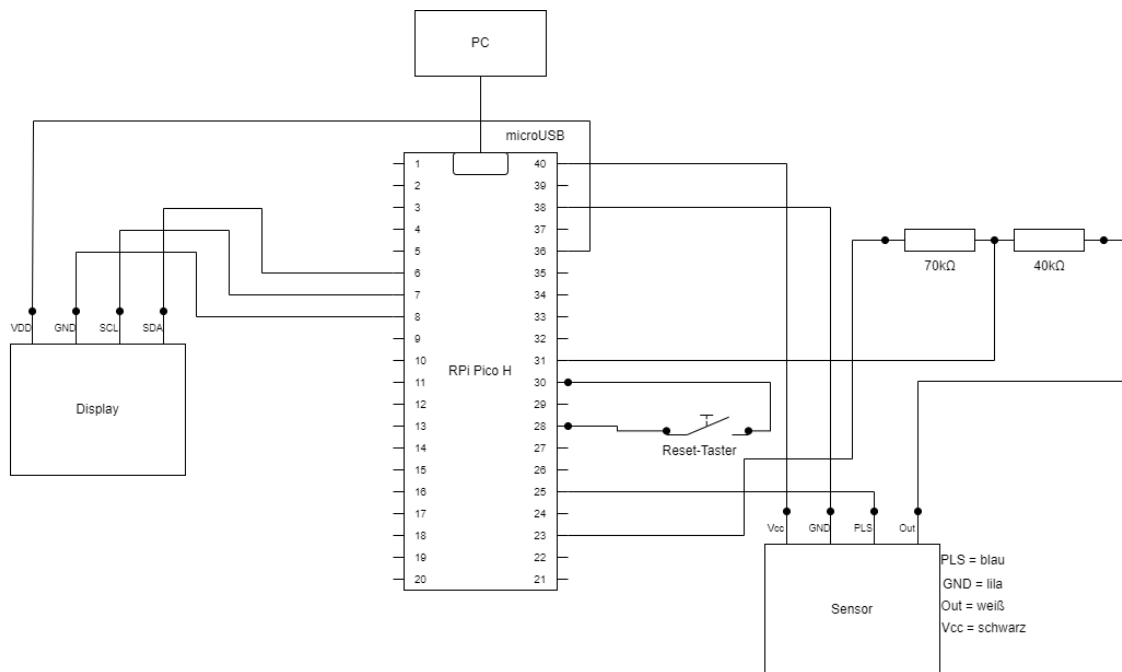 PC
microUSB
1 40
2 39
3 38
4 37
5 36
6 35
7 34
8 33
9 32
10 31
11 30
12 29
13 28
14 27
15 26
16 25
17 24
18 23
19 22
20 21
RPi Pico H
70kΩ 40kΩ
VDD GND SCL SDA
Display
Reset-Taster
Vcc GND PLS Out
Sensor
PLS = blau
GND = lila
Out = weiß
Vcc = schwarz